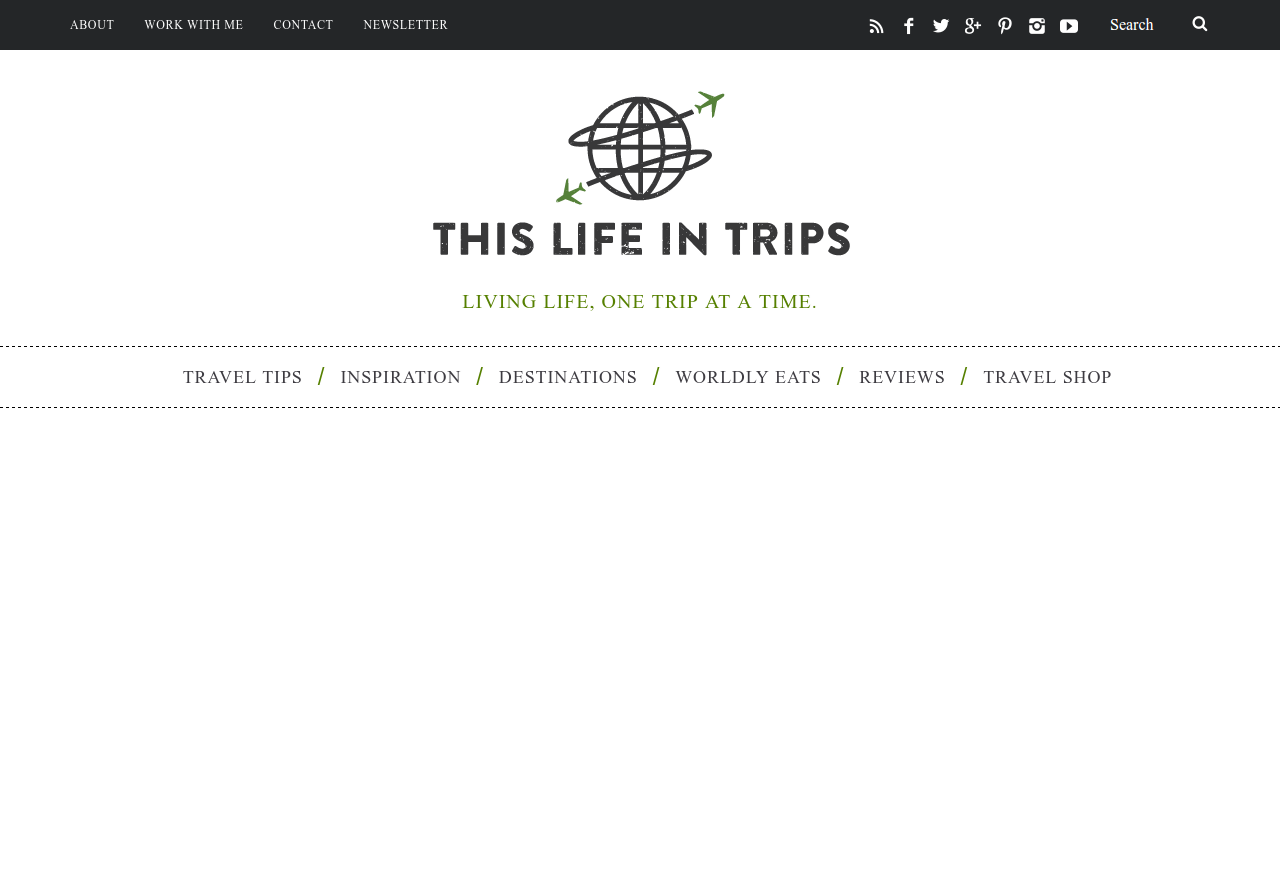 ABOUT WORK WITH ME CONTACT NEWSLETTER Search
THIS LIFE IN TRIPS
LIVING LIFE, ONE TRIP AT A TIME.
TRAVEL TIPS / INSPIRATION / DESTINATIONS / WORLDLY EATS / REVIEWS / TRAVEL SHOP